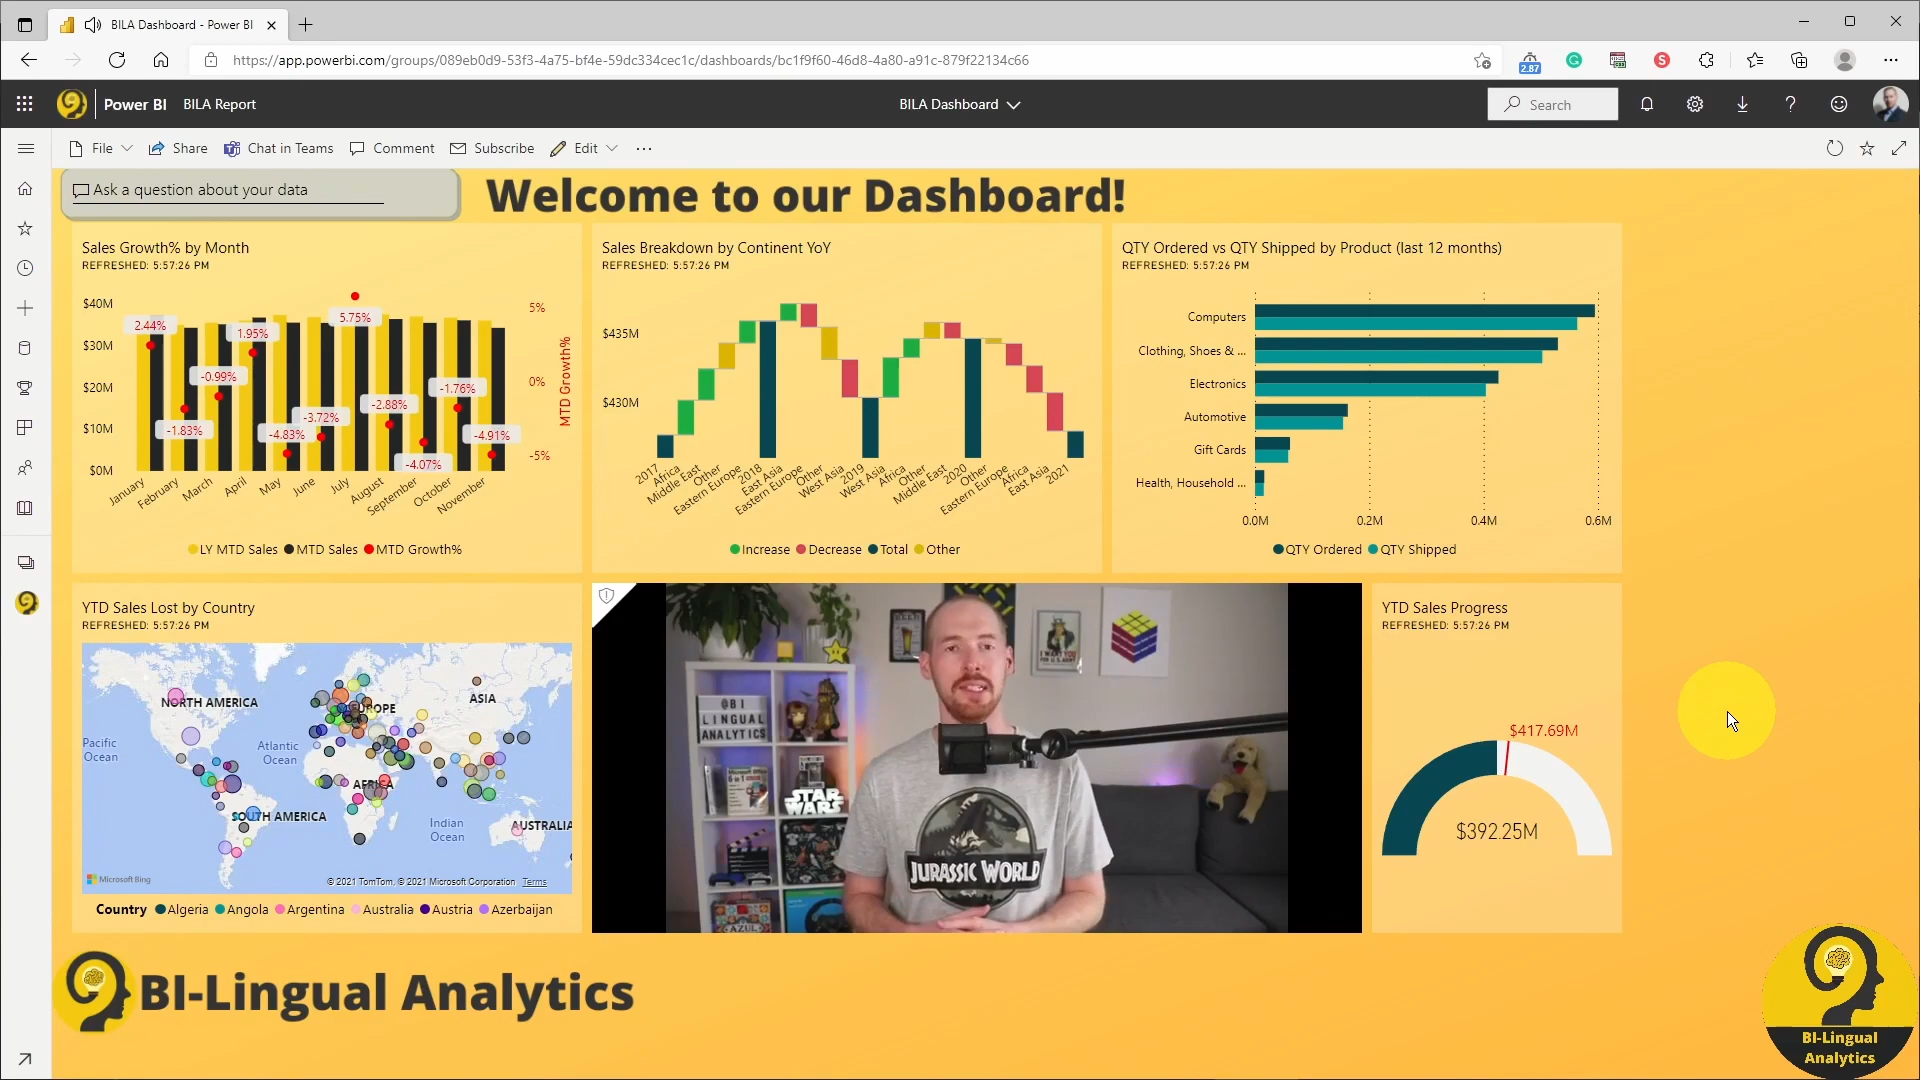 BILA Dashboard - Power BI
https://app.powerbi.com/groups/089eb0d9-53f3-4a75-bf4e-59dc334cec1c/dashboards/bc1f9f60-46d8-4a80-a91c-879f22134c66
2.87
Power BI BILA Report
BILA Dashboard
Search
File Share Chat in Teams Comment Subscribe Edit
Ask a question about your data
Welcome to our Dashboard!
Sales Growth% by Month
REFRESHED: 5:57:26 PM
$40M
$30M
$20M
$10M
$0M
2.44%
-1.83%
-0.99%
1.95%
-4.83%
-3.72%
5.75%
-2.88%
-4.07%
-1.76%
-4.91%
5%
0%
-5%
MTD Growth%
January
February
March
April
May
June
July
August
September
October
November
LY MTD Sales MTD Sales MTD Growth%
Sales Breakdown by Continent YoY
REFRESHED: 5:57:26 PM
$435M
$430M
2017
Africa
Middle East
Other
Eastern Europe
2018
East Asia
Eastern Europe
Other
West Asia
2019
West Asia
Africa
Other
Middle East
2020
Other
Eastern Europe
Africa
East Asia
2021
Increase Decrease Total Other
QTY Ordered vs QTY Shipped by Product (last 12 months)
REFRESHED: 5:57:26 PM
Computers
Clothing, Shoes & ...
Electronics
Automotive
Gift Cards
Health, Household ...
0.0M 0.2M 0.4M 0.6M
QTY Ordered QTY Shipped
YTD Sales Lost by Country
REFRESHED: 5:57:26 PM
NORTH AMERICA
EUROPE
ASIA
Pacific
Ocean
Atlantic
Ocean
AFRICA
SOUTH AMERICA
Indian
Ocean
AUSTRALIA
Microsoft Bing
© 2021 TomTom, © 2021 Microsoft Corporation Terms
Country Algeria Angola Argentina Australia Austria Azerbaijan
BEER
I WANT YOU
@BI
LINGUAL
ANALYTICS
STAR
WARS
AZUL
JURASSIC WORLD
YTD Sales Progress
REFRESHED: 5:57:26 PM
$417.69M
$392.25M
BI-Lingual Analytics
BI-Lingual
Analytics